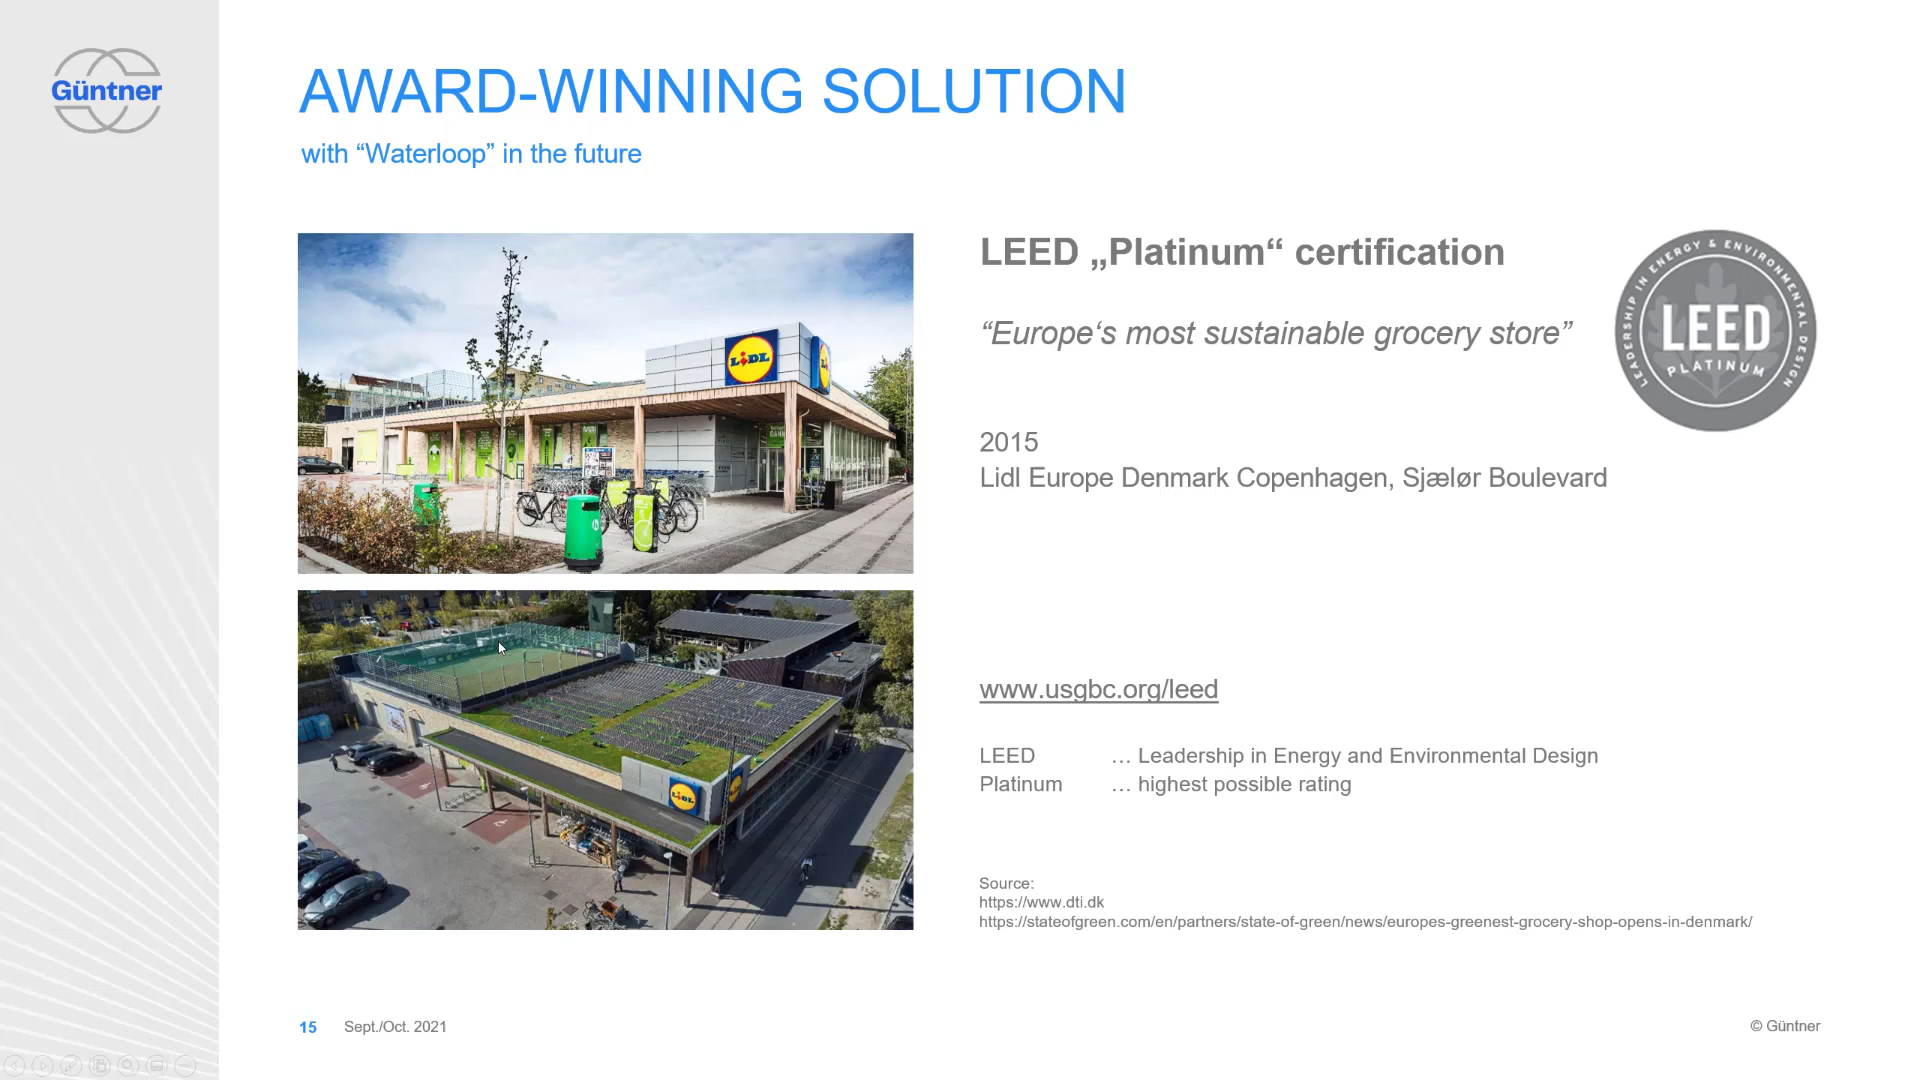 Güntner
AWARD-WINNING SOLUTION
with “Waterloop” in the future
LIDL
LIDL
LEED „Platinum“ certification
“Europe‘s most sustainable grocery store”
LEADERSHIP IN ENERGY & ENVIRONMENTAL DESIGN
LEED
PLATINUM
2015
Lidl Europe Denmark Copenhagen, Sjælør Boulevard
www.usgbc.org/leed
LEED … Leadership in Energy and Environmental Design
Platinum … highest possible rating
Source:
https://www.dti.dk
https://stateofgreen.com/en/partners/state-of-green/news/europes-greenest-grocery-shop-opens-in-denmark/
15 Sept./Oct. 2021
© Güntner